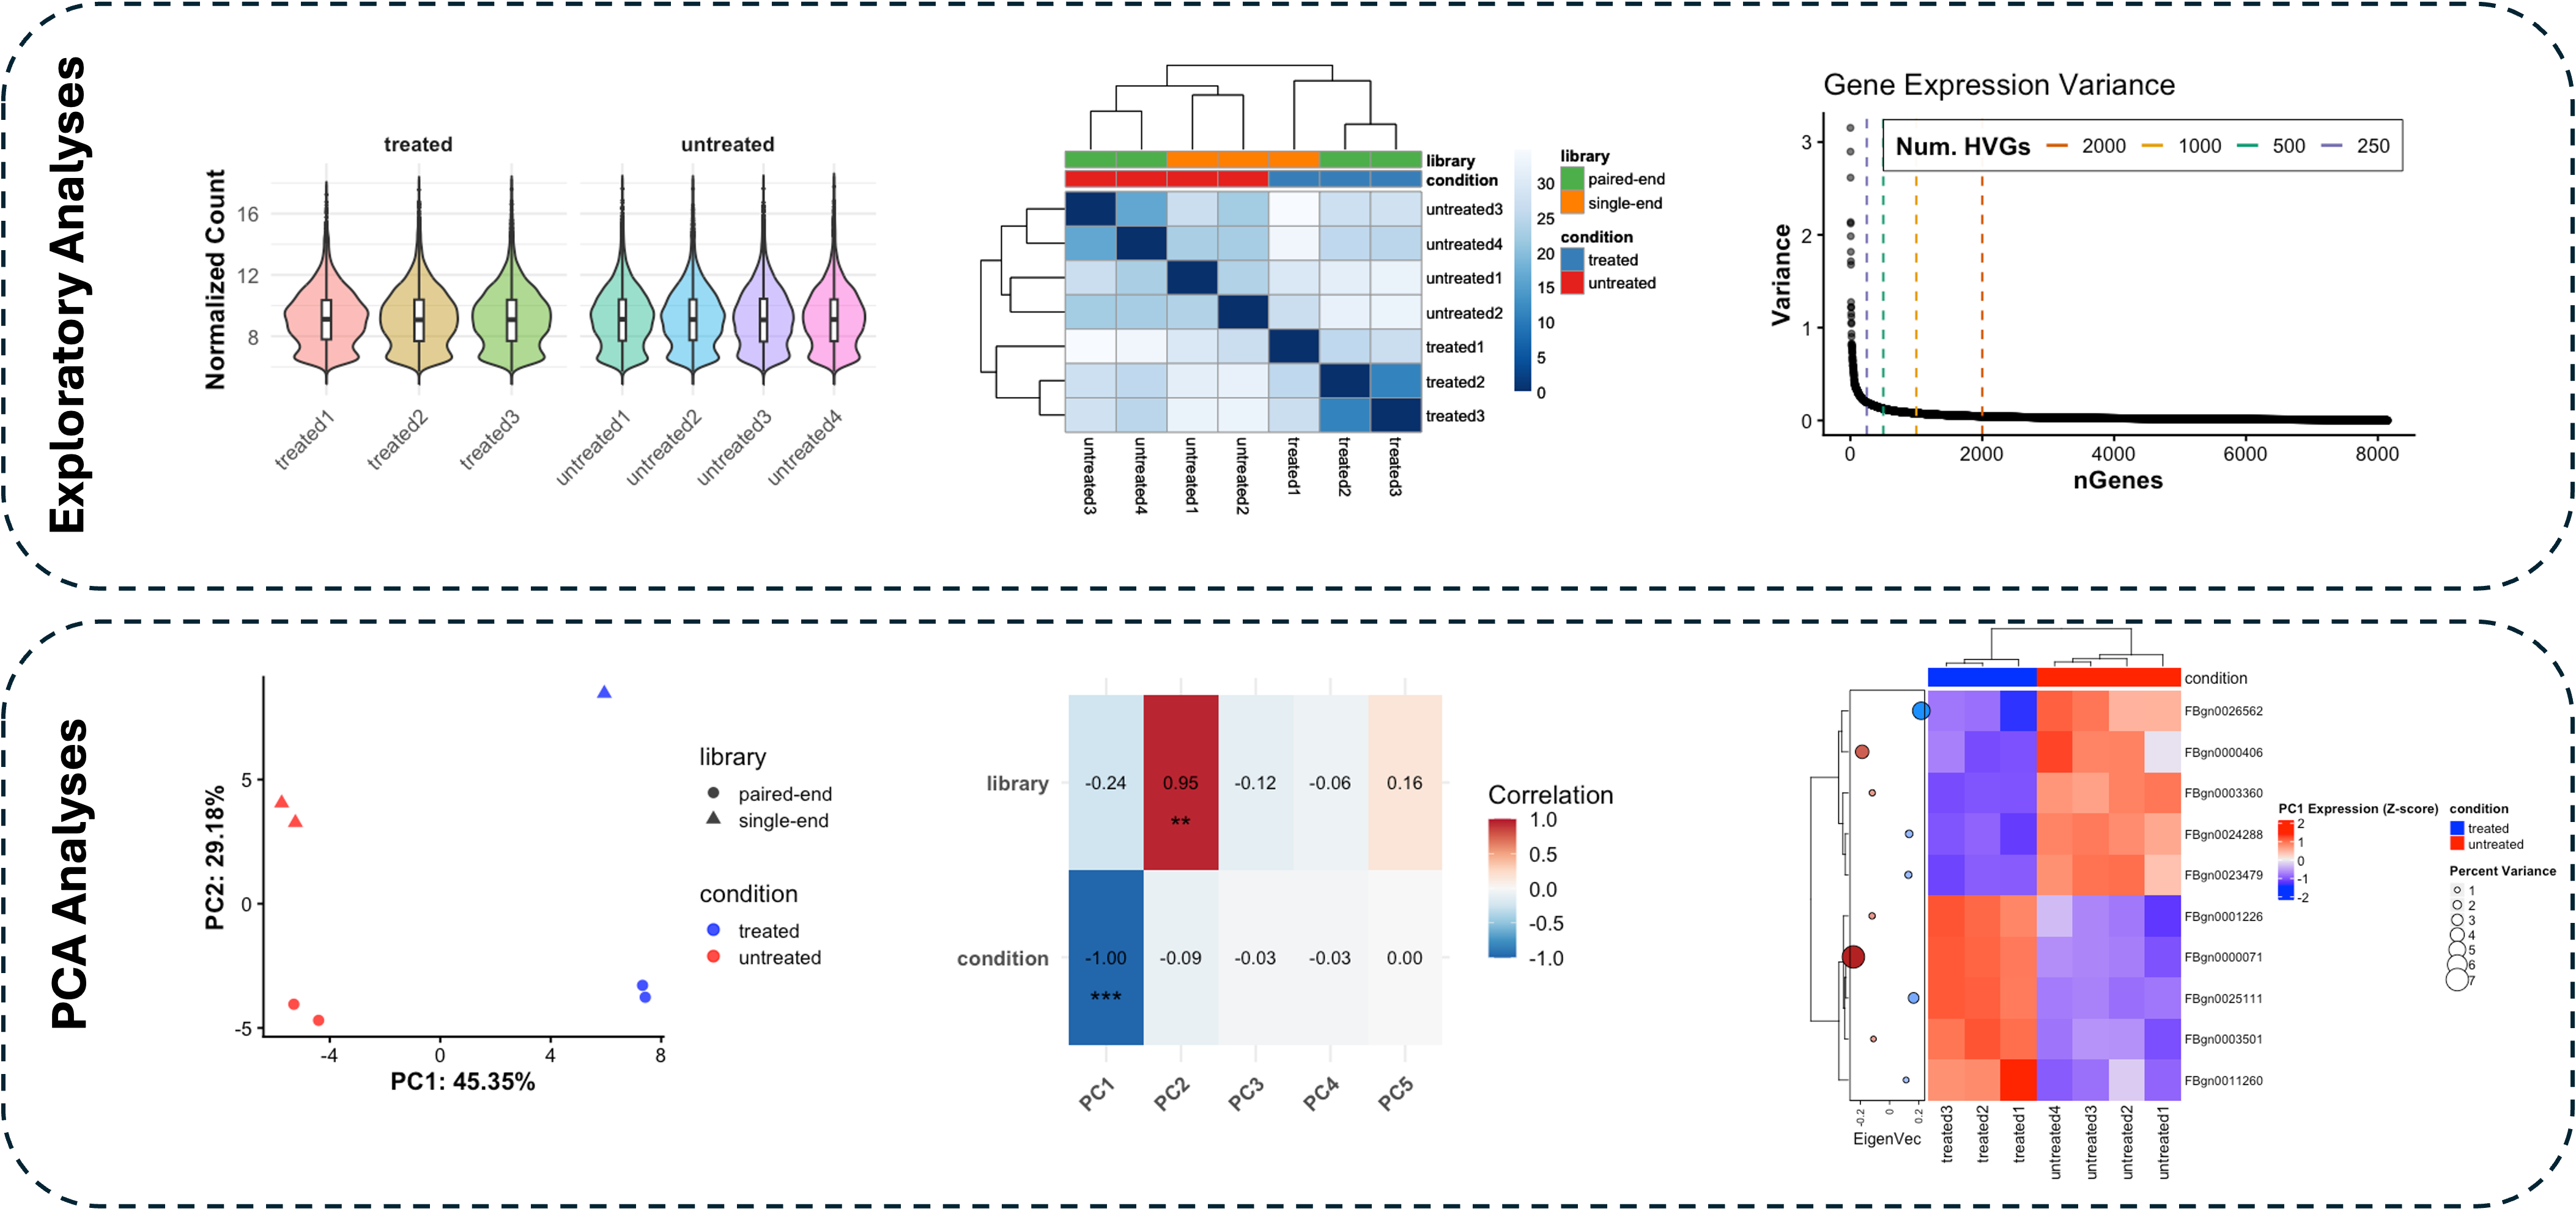 Exploratory Analyses
treated
untreated
Normalized Count
16
12
8
treated1
treated2
treated3
untreated1
untreated2
untreated3
untreated4
library
condition
untreated3
untreated4
untreated1
untreated2
treated1
treated2
treated3
untreated3
untreated4
untreated1
untreated2
treated1
treated2
treated3
30
25
20
15
10
5
0
library
paired-end
single-end
condition
treated
untreated
Gene Expression Variance
Num. HVGs 2000 1000 500 250
Variance
3
2
1
0
0 2000 4000 6000 8000
nGenes
PCA Analyses
PC2: 29.18%
5
0
-5
-4 0 4 8
PC1: 45.35%
library
paired-end
single-end
condition
treated
untreated
library
-0.24 0.95 -0.12 -0.06 0.16
**
condition
-1.00 -0.09 -0.03 -0.03 0.00
***
PC1
PC2
PC3
PC4
PC5
Correlation
1.0
0.5
0.0
-0.5
-1.0
condition
FBgn0026562
FBgn0000406
FBgn0003360
FBgn0024288
FBgn0023479
FBgn0001226
FBgn0000071
FBgn0025111
FBgn0003501
FBgn0011260
-0.2
0
0.2
EigenVec
treated3
treated2
treated1
untreated4
untreated3
untreated2
untreated1
PC1 Expression (Z-score)
2
1
0
-1
-2
condition
treated
untreated
Percent Variance
1
2
3
4
5
6
7